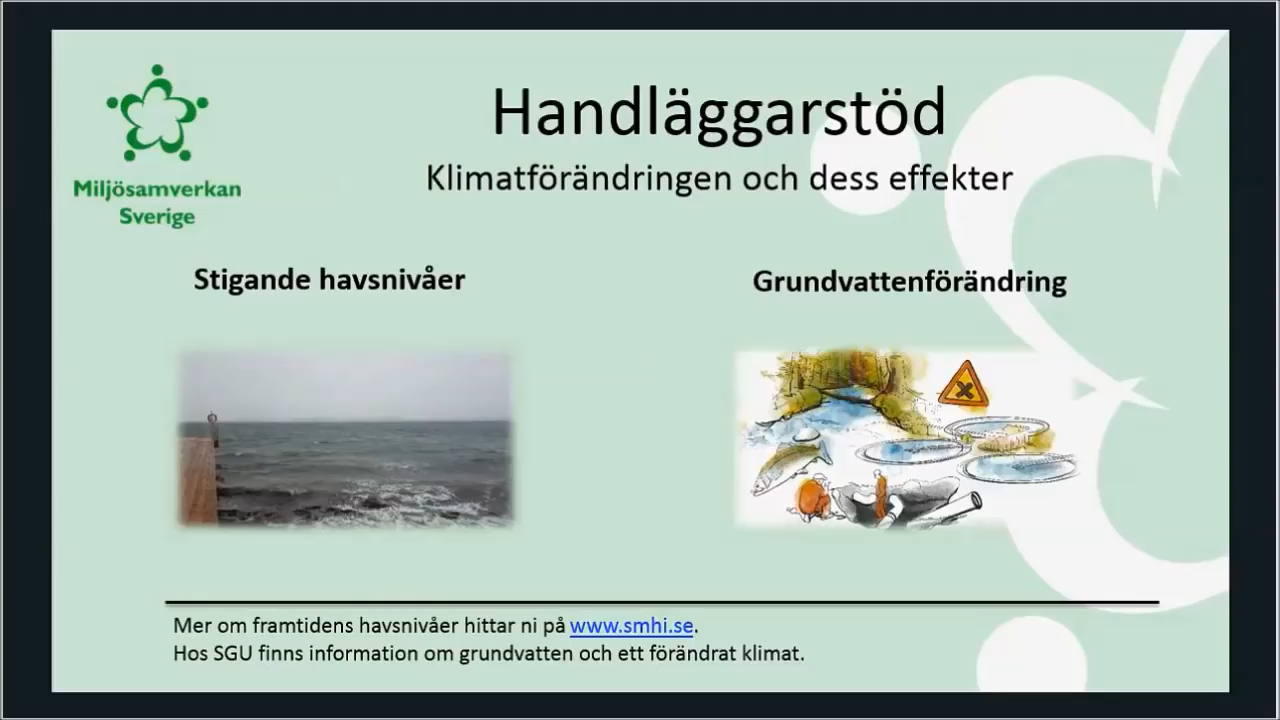 Miljösamverkan
Sverige
Handläggarstöd
Klimatförändringen och dess effekter
Stigande havsnivåer
Grundvattenförändring
Mer om framtidens havsnivåer hittar ni på www.smhi.se.
Hos SGU finns information om grundvatten och ett förändrat klimat.